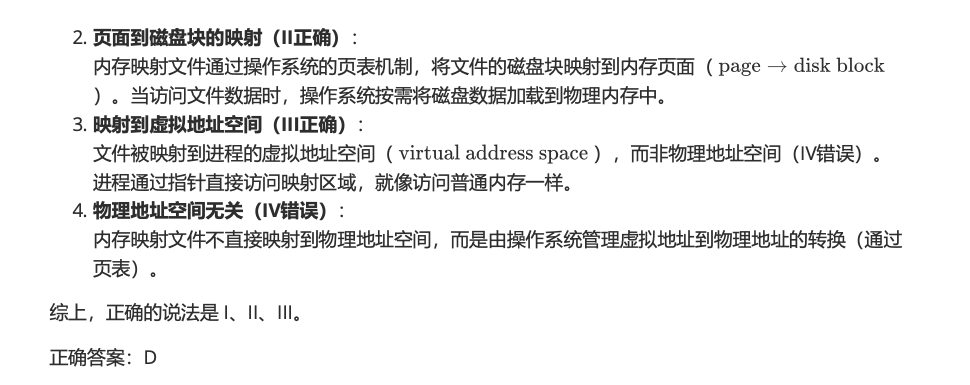 2. 页面到磁盘块的映射（II正确）：
内存映射文件通过操作系统的页表机制，将文件的磁盘块映射到内存页面（ page → disk block
）。当访问文件数据时，操作系统按需将磁盘数据加载到物理内存中。
3. 映射到虚拟地址空间（III正确）：
文件被映射到进程的虚拟地址空间（ virtual address space ），而非物理地址空间（IV错误）。
进程通过指针直接访问映射区域，就像访问普通内存一样。
4. 物理地址空间无关（IV错误）：
内存映射文件不直接映射到物理地址空间，而是由操作系统管理虚拟地址到物理地址的转换（通过
页表）。
综上，正确的说法是 I、II、III。
正确答案：D